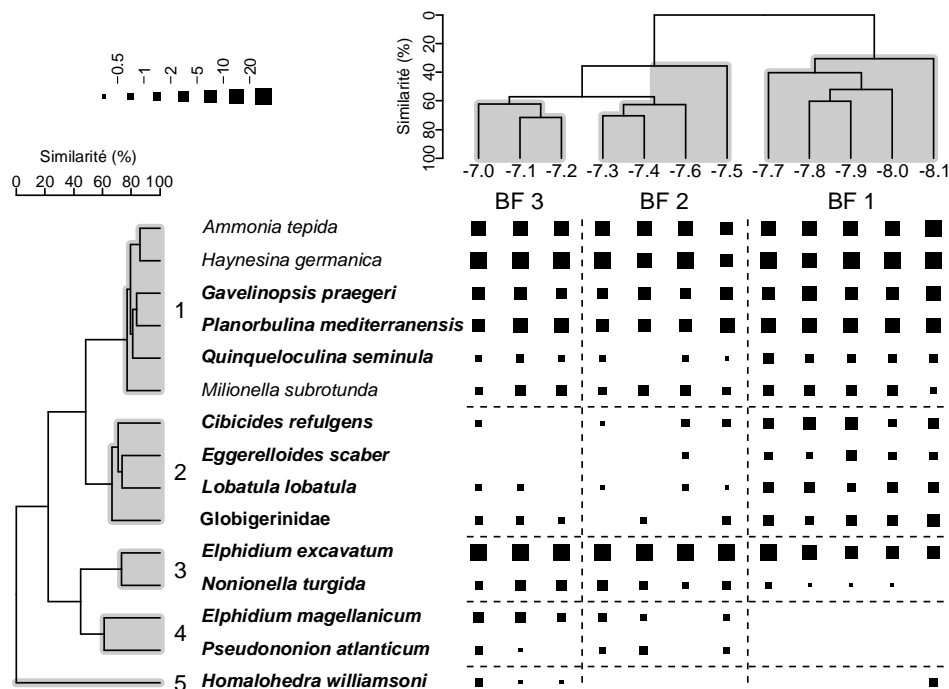 −0.5
−1
−2
−5
−20
Similarité (%)
0
20
40
60
80
100
-7.0 -7.1 -7.2 -7.3 -7.4 -7.6 -7.5 -7.7 -7.8 -7.9 -8.0 -8.1
BF 3 BF 2 BF 1
Similarité (%)
0 20 40 60 80 100
Ammonia tepida
Haynesina germanica
Gavelinopsis praegeri
1
Planorbulina mediterranensis
Quinqueloculina seminula
Milionella subrotunda
Cibicides refulgens
Eggerelloides scaber
2
Lobatula lobatula
Globigerinidae
Elphidium excavatum
3
Nonionella turgida
Elphidium magellanicum
4
Pseudononion atlanticum
5 Homalohedra williamsoni